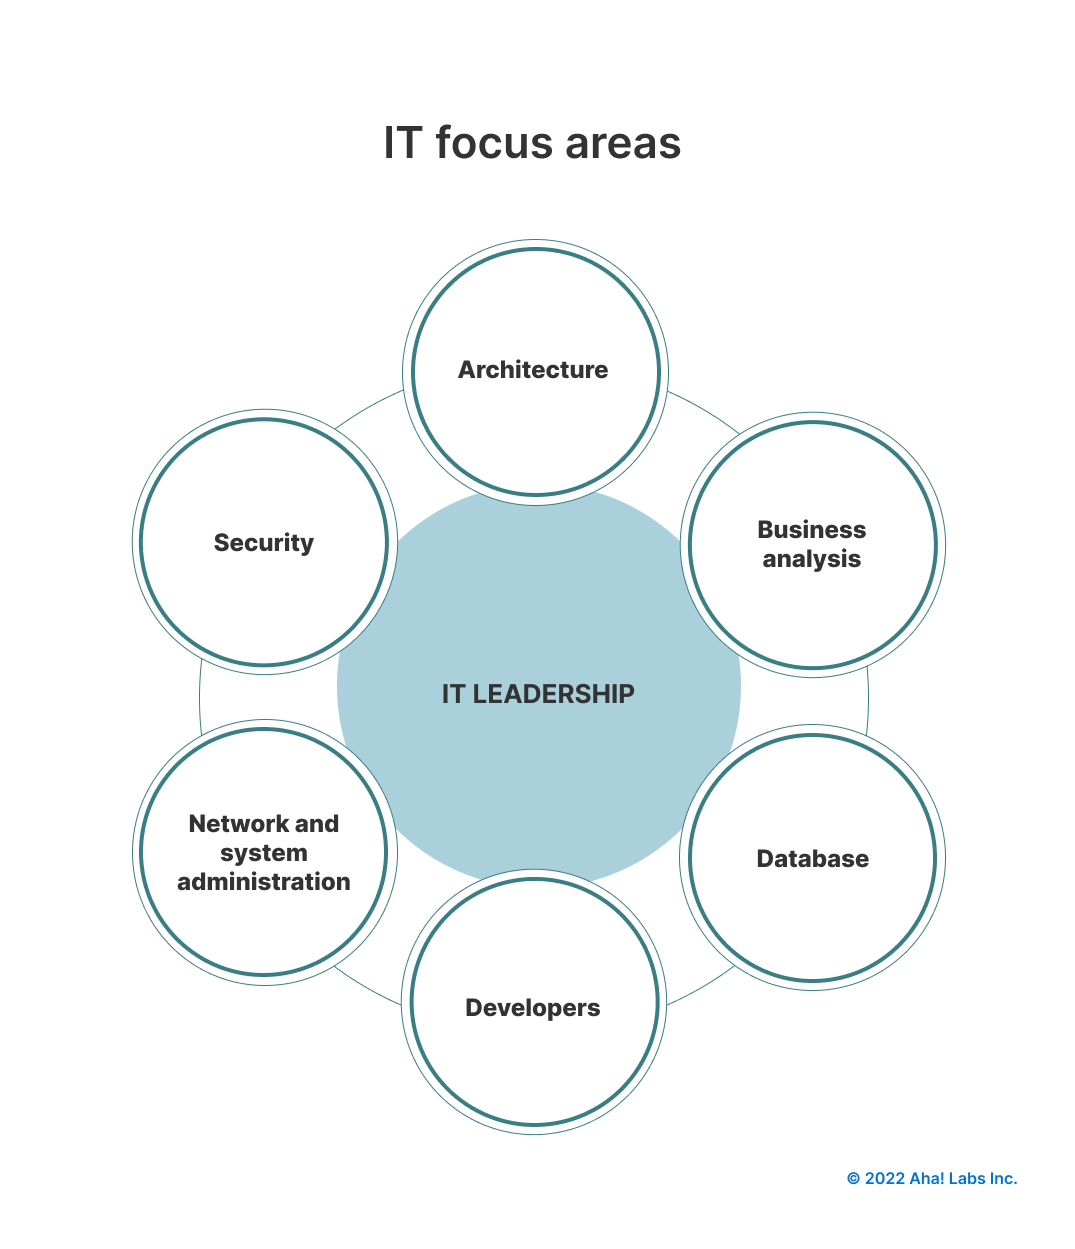 IT focus areas
Architecture
Business
analysis
Security
IT LEADERSHIP
Network and
system
administration
Database
Developers
© 2022 Aha! Labs Inc.